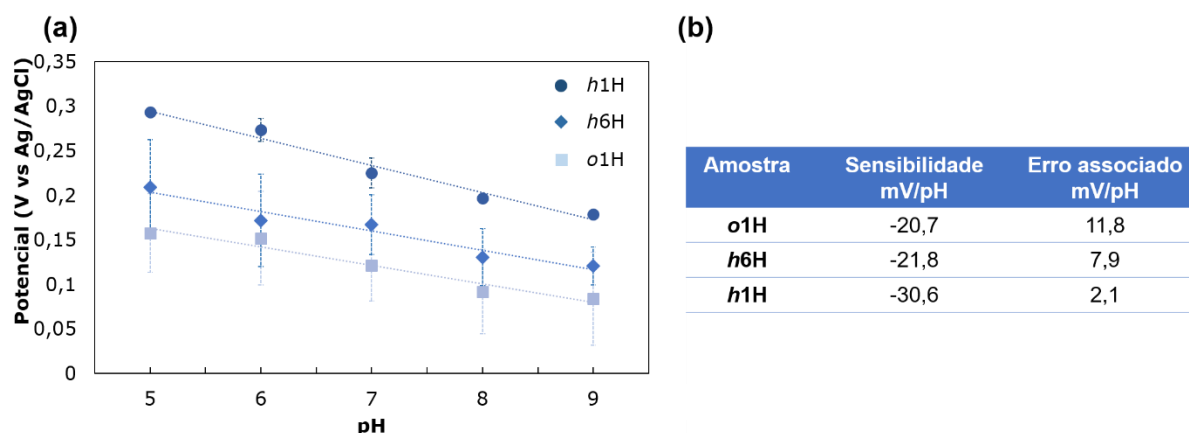 (a)
Potencial (V vs Ag/AgCl)
0,35
0,3
0,25
0,2
0,15
0,1
0,05
0
5 6 7 8 9
pH
h1H
h6H
o1H
(b)
Amostra Sensibilidade mV/pH Erro associado mV/pH
o1H -20,7 11,8
h6H -21,8 7,9
h1H -30,6 2,1